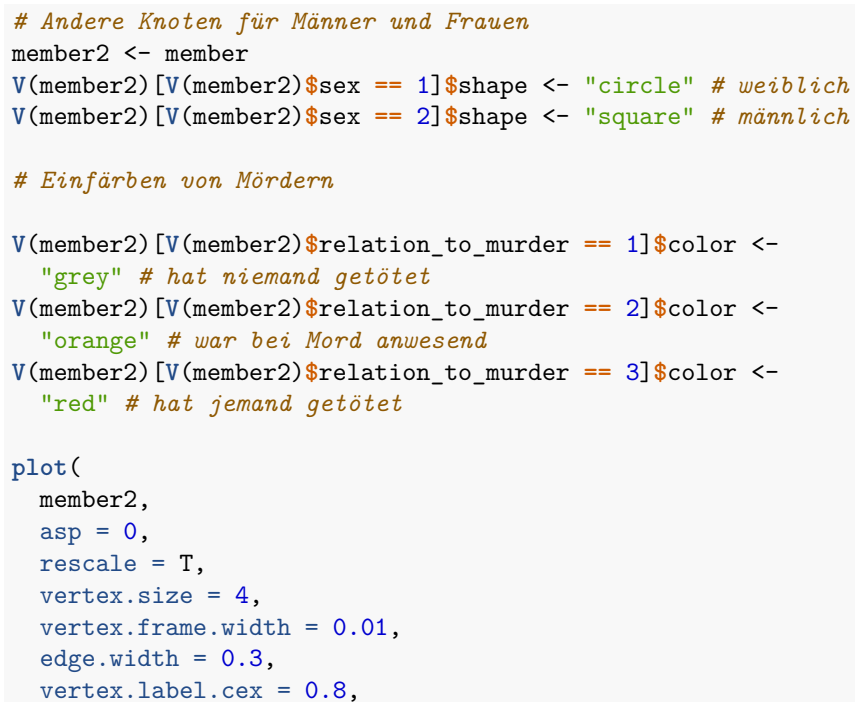 # Andere Knoten für Männer und Frauen
member2 <- member
V(member2)[V(member2)$sex == 1]$shape <- "circle" # weiblich
V(member2)[V(member2)$sex == 2]$shape <- "square" # männlich

# Einfärben von Mördern

V(member2)[V(member2)$relation_to_murder == 1]$color <-
  "grey" # hat niemand getötet
V(member2)[V(member2)$relation_to_murder == 2]$color <-
  "orange" # war bei Mord anwesend
V(member2)[V(member2)$relation_to_murder == 3]$color <-
  "red" # hat jemand getötet

plot(
  member2,
  asp = 0,
  rescale = T,
  vertex.size = 4,
  vertex.frame.width = 0.01,
  edge.width = 0.3,
  vertex.label.cex = 0.8,